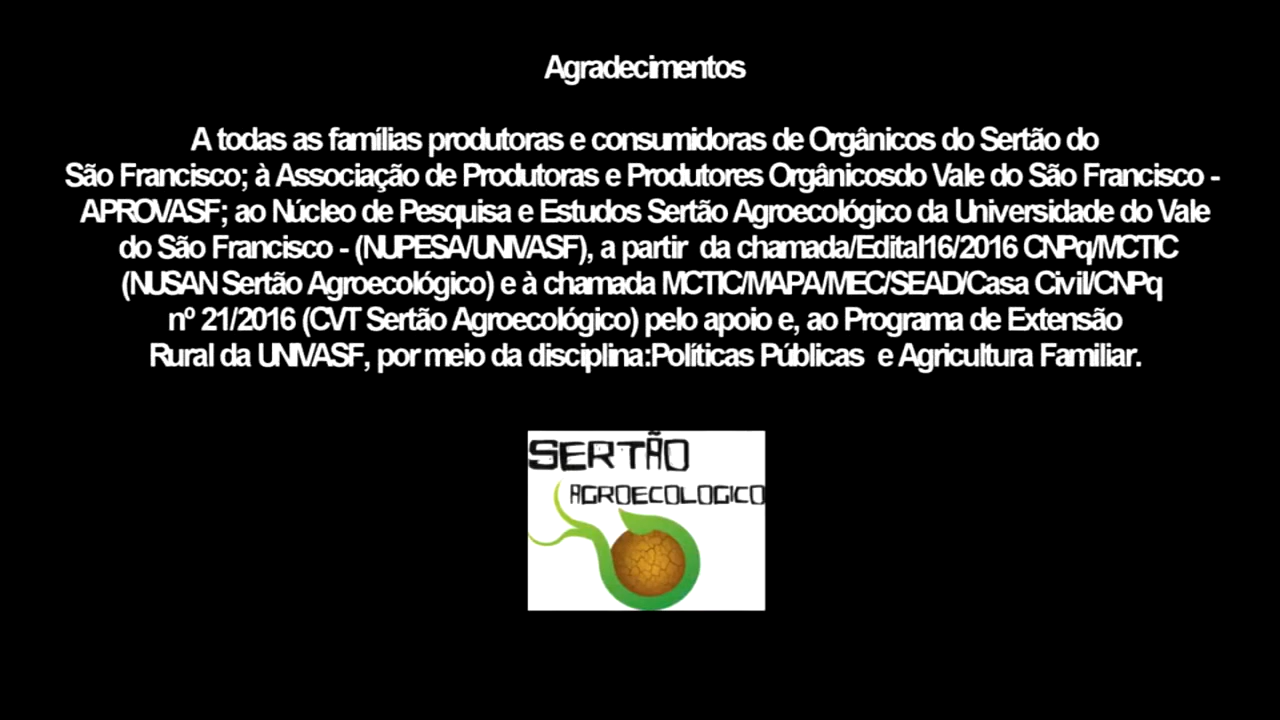 Agradecimentos
A todas as famílias produtoras e consumidoras de Orgânicos do Sertão do
São Francisco; à Associação de Produtoras e Produtores Orgânicosdo Vale do São Francisco -
APROVASF; ao Núcleo de Pesquisa e Estudos Sertão Agroecológico da Universidade do Vale
do São Francisco - (NUPESA/UNIVASF), a partir  da chamada/Edital16/2016 CNPq/MCTIC
(NUSAN Sertão Agroecológico) e à chamada MCTIC/MAPA/MEC/SEAD/Casa Civil/CNPq
nº 21/2016 (CVT Sertão Agroecológico) pelo apoio e, ao Programa de Extensão
Rural da UNIVASF, por meio da disciplina:Políticas Públicas  e Agricultura Familiar.
SERTÃO
AGROECOLOGICO